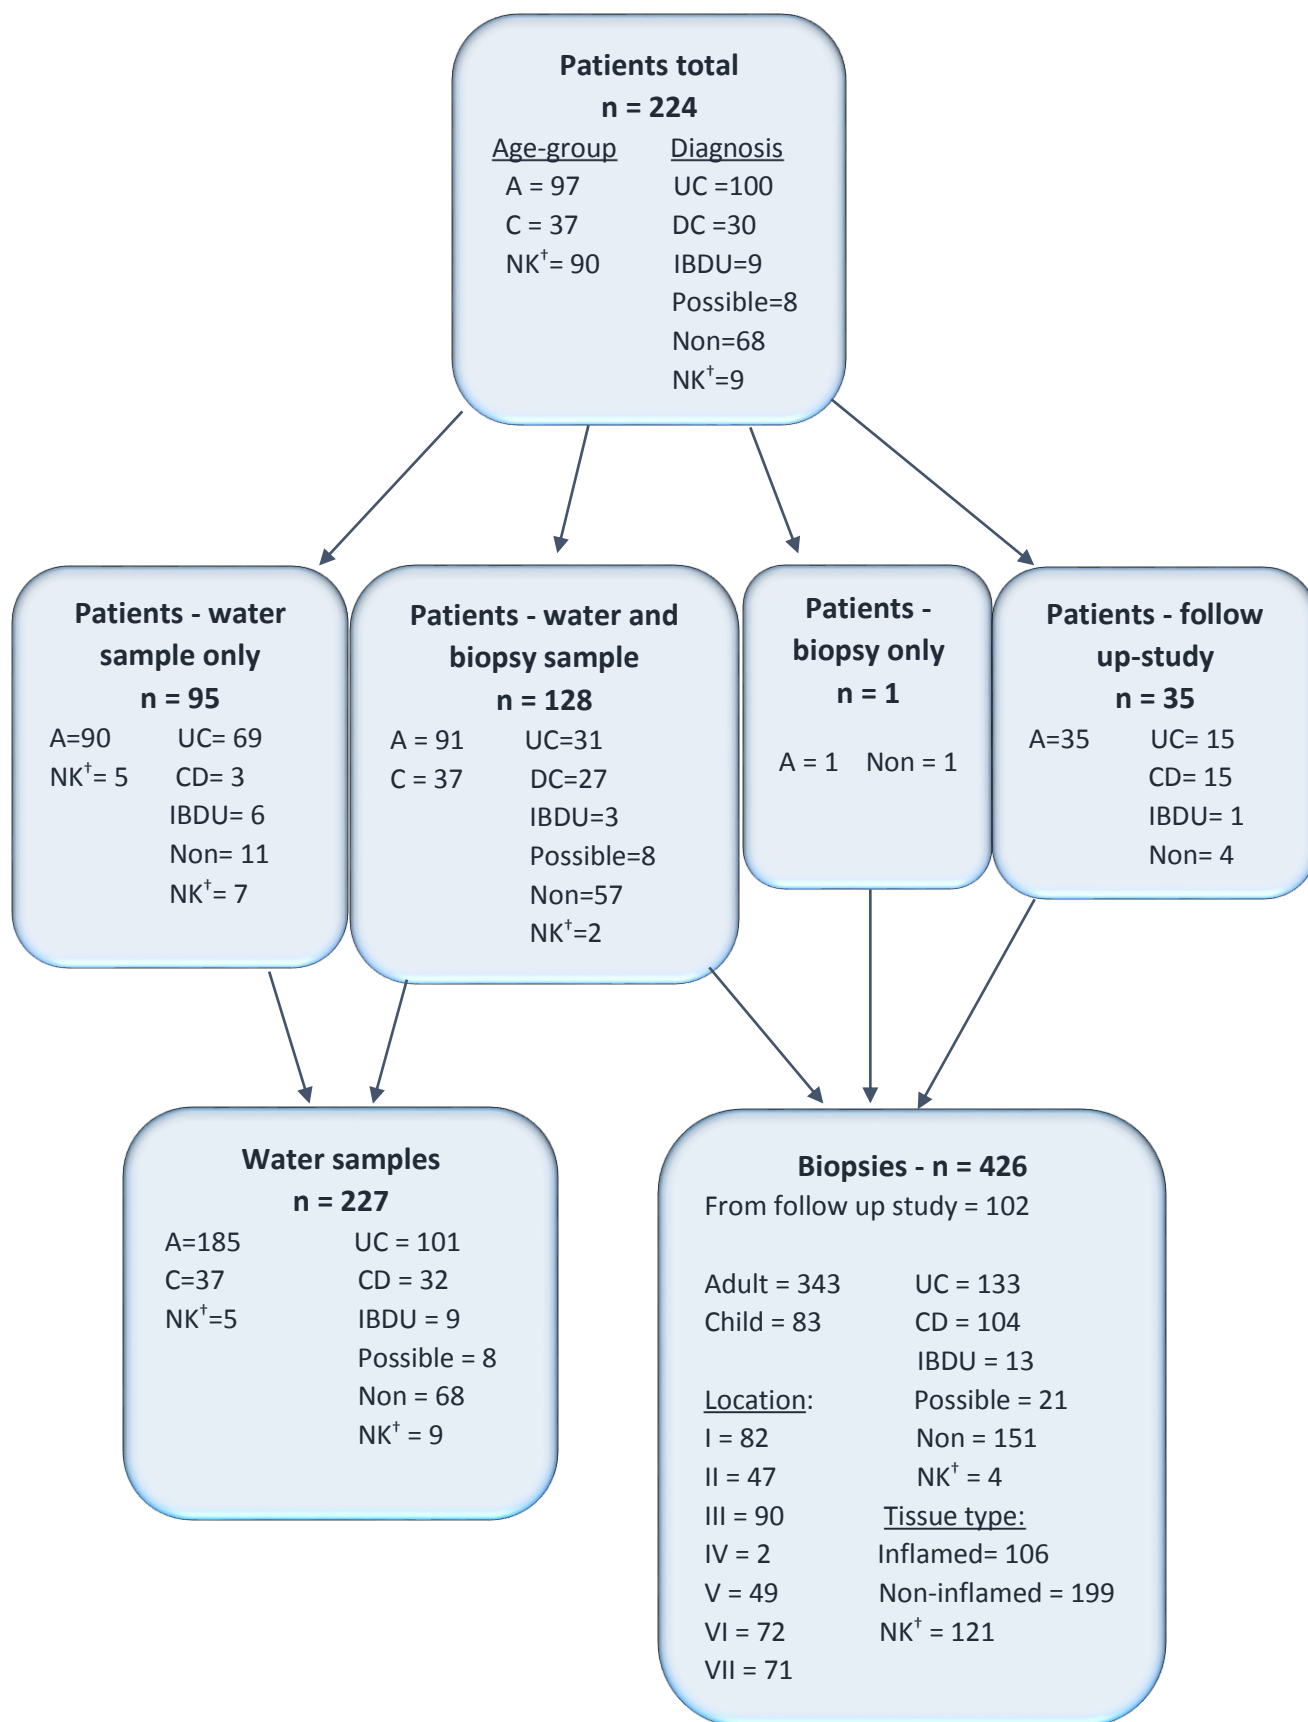 Patients total
n = 224
Age-group Diagnosis
A = 97 UC =100
C = 37 DC =30
NK†= 90 IBDU=9
Possible=8
Non=68
NK†=9
Patients - water
sample only
n = 95
A=90 UC= 69
NK†= 5 CD= 3
IBDU= 6
Non= 11
NK†= 7
Patients - water and
biopsy sample
n = 128
A = 91 UC=31
C = 37 DC=27
IBDU=3
Possible=8
Non=57
NK†=2
Patients -
biopsy only
n = 1
A = 1 Non = 1
Patients - follow
up-study
n = 35
A=35 UC= 15
CD= 15
IBDU= 1
Non= 4
Water samples
n = 227
A=185 UC = 101
C=37 CD = 32
NK†=5 IBDU = 9
Possible = 8
Non = 68
NK† = 9
Biopsies - n = 426
From follow up study = 102
Adult = 343 UC = 133
Child = 83 CD = 104
IBDU = 13
Location: Possible = 21
I = 82 Non = 151
II = 47 NK† = 4
III = 90 Tissue type:
IV = 2 Inflamed= 106
V = 49 Non-inflamed = 199
VI = 72 NK† = 121
VII = 71